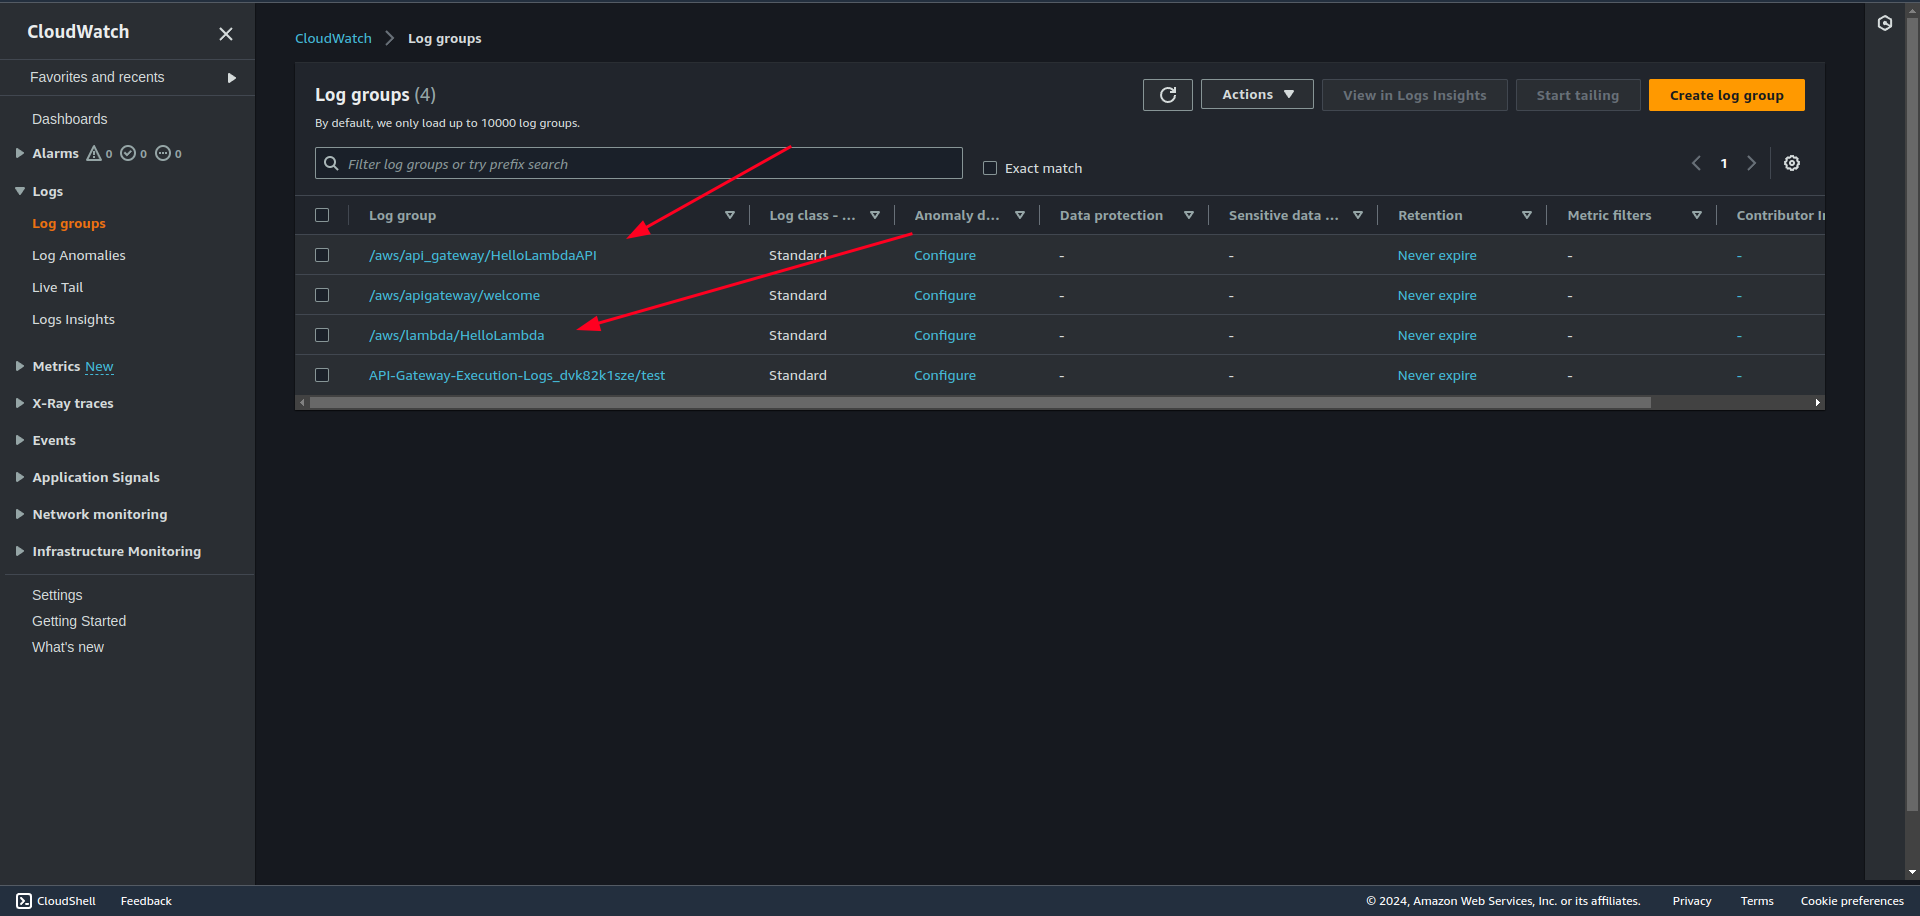 CloudWatch
Favorites and recents
Dashboards
Alarms 0 0 0
Logs
Log groups
Log Anomalies
Live Tail
Logs Insights
Metrics New
X-Ray traces
Events
Application Signals
Network monitoring
Infrastructure Monitoring
Settings
Getting Started
What's new
CloudWatch Log groups
Log groups (4)
By default, we only load up to 10000 log groups.
Actions View in Logs Insights Start tailing Create log group
Filter log groups or try prefix search Exact match 1
Log group Log class - ... Anomaly d... Data protection Sensitive data ... Retention Metric filters Contributor I
/aws/api_gateway/HelloLambdaAPI Standard Configure - - Never expire - -
/aws/apigateway/welcome Standard Configure - - Never expire - -
/aws/lambda/HelloLambda Standard Configure - - Never expire - -
API-Gateway-Execution-Logs_dvk82k1sze/test Standard Configure - - Never expire - -
CloudShell Feedback © 2024, Amazon Web Services, Inc. or its affiliates. Privacy Terms Cookie preferences